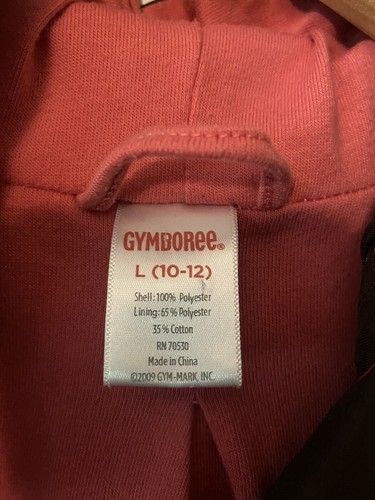 GYMBOREE®
L (10-12)
Shell: 100% Polyester
Lining: 65% Polyester
35% Cotton
RN 70530
Made in China
©2009 GYM-MARK, INC.